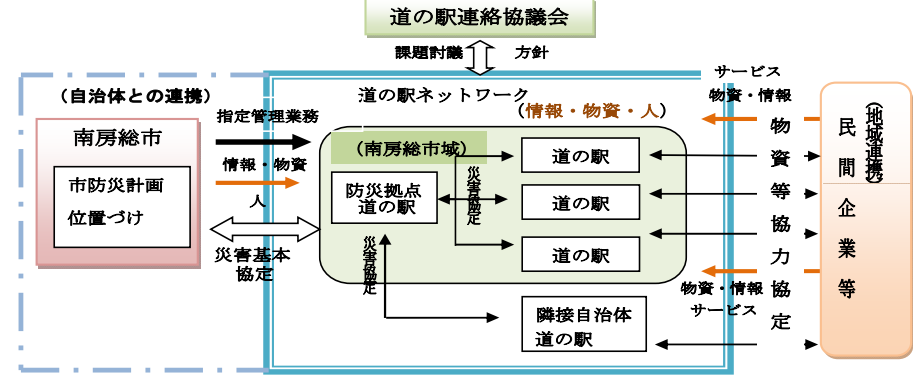 道の駅連絡協議会
課題討議　方針
（自治体との連携）
南房総市
市防災計画
位置づけ
指定管理業務
情報・物資
人
災害基本
協定
道の駅ネットワーク
（情報・物資・人）
（南房総市域）
防災拠点
道の駅
災害協定
道の駅
道の駅
道の駅
災害協定
隣接自治体
道の駅
サービス
物資・情報
物資等協力協定
物資・情報
サービス
民間企業等
（地域連携）